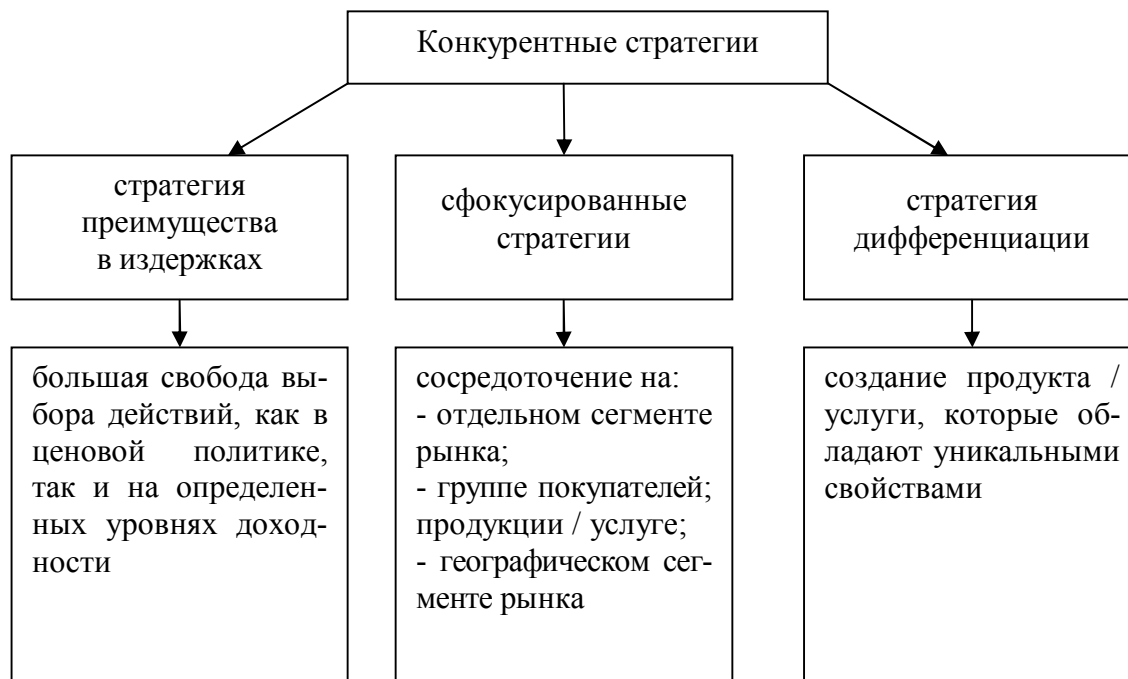 Конкурентные стратегии
стратегия
преимущества
в издержках
сфокусированные
стратегии
стратегия
дифференциации
большая свобода вы-
бора действий, как в
ценовой политике,
так и на определен-
ных уровнях доход-
ности
сосредоточение на:
- отдельном сегменте
рынка;
- группе покупателей;
продукции / услуге;
- географическом сег-
менте рынка
создание продукта /
услуги, которые об-
ладают уникальными
свойствами